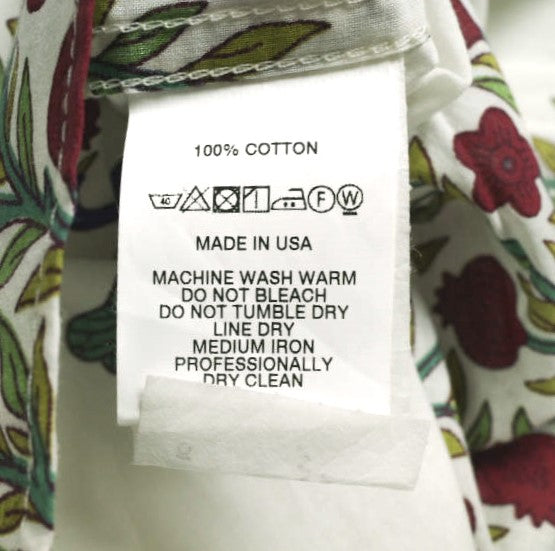 100% COTTON
40 F W
MADE IN USA
MACHINE WASH WARM
DO NOT BLEACH
DO NOT TUMBLE DRY
LINE DRY
MEDIUM IRON
PROFESSIONALLY
DRY CLEAN